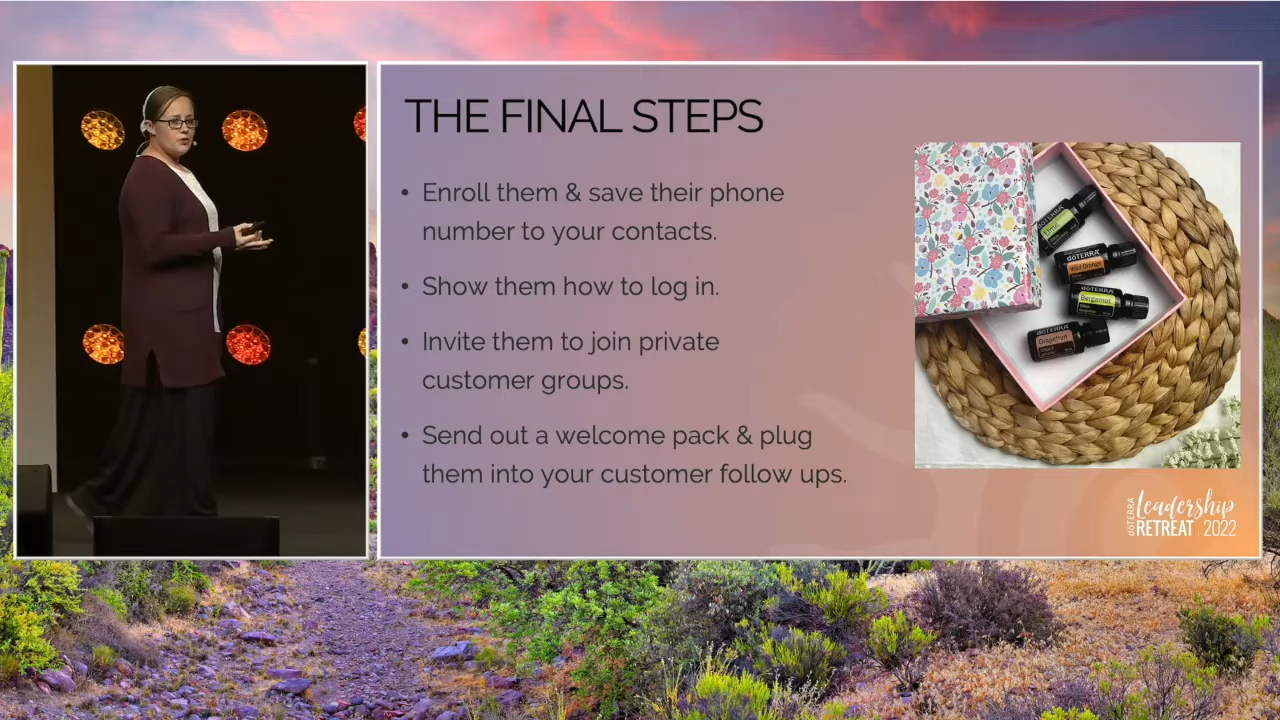 THE FINAL STEPS
• Enroll them & save their phone
number to your contacts.
• Show them how to log in.
• Invite them to join private
customer groups.
• Send out a welcome pack & plug
them into your customer follow ups.
dōTERRA
Lime
dōTERRA
Wild Orange
dōTERRA
Bergamot
dōTERRA
Grapefruit
dōTERRA
Leadership
RETREAT | 2022